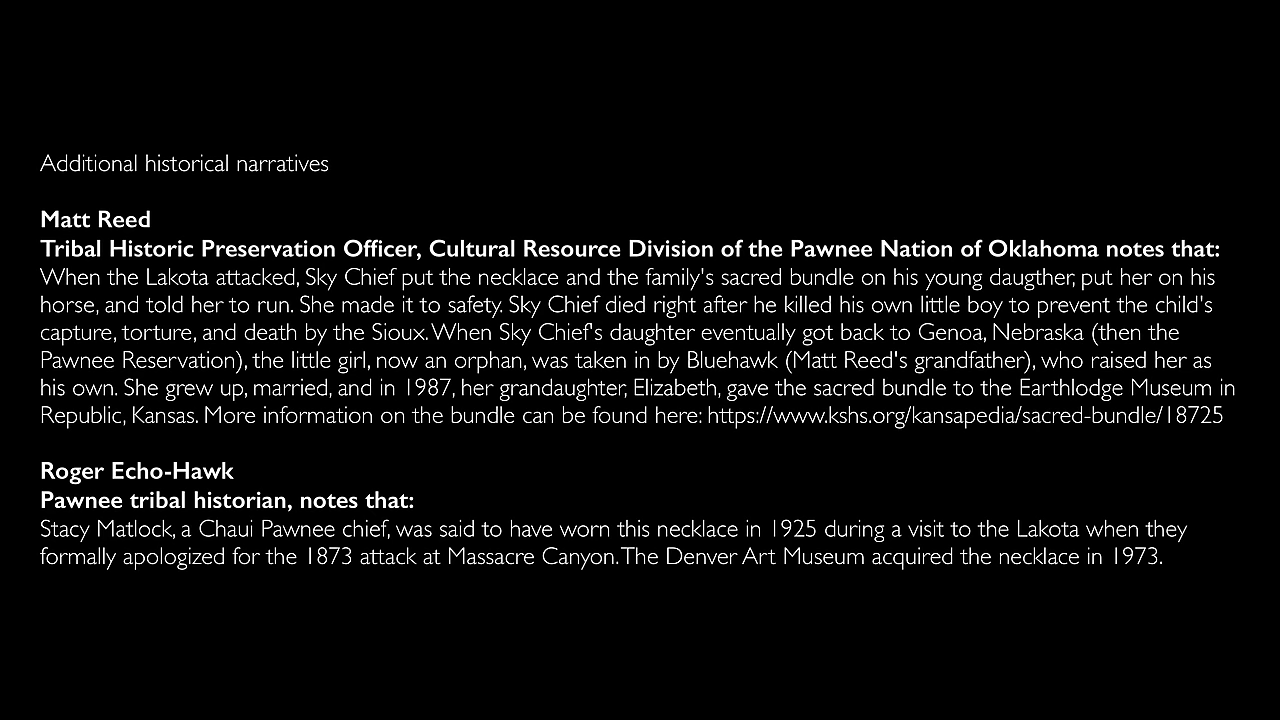 Additional historical narratives
Matt Reed
Tribal Historic Preservation Officer, Cultural Resource Division of the Pawnee Nation of Oklahoma notes that:
When the Lakota attacked, Sky Chief put the necklace and the family's sacred bundle on his young daugther, put her on his
horse, and told her to run. She made it to safety. Sky Chief died right after he killed his own little boy to prevent the child's
capture, torture, and death by the Sioux. When Sky Chief's daughter eventually got back to Genoa, Nebraska (then the
Pawnee Reservation), the little girl, now an orphan, was taken in by Bluehawk (Matt Reed's grandfather), who raised her as
his own. She grew up, married, and in 1987, her grandaughter, Elizabeth, gave the sacred bundle to the Earthlodge Museum in
Republic, Kansas. More information on the bundle can be found here: https://www.kshs.org/kansapedia/sacred-bundle/18725
Roger Echo-Hawk
Pawnee tribal historian, notes that:
Stacy Matlock, a Chaui Pawnee chief, was said to have worn this necklace in 1925 during a visit to the Lakota when they
formally apologized for the 1873 attack at Massacre Canyon. The Denver Art Museum acquired the necklace in 1973.